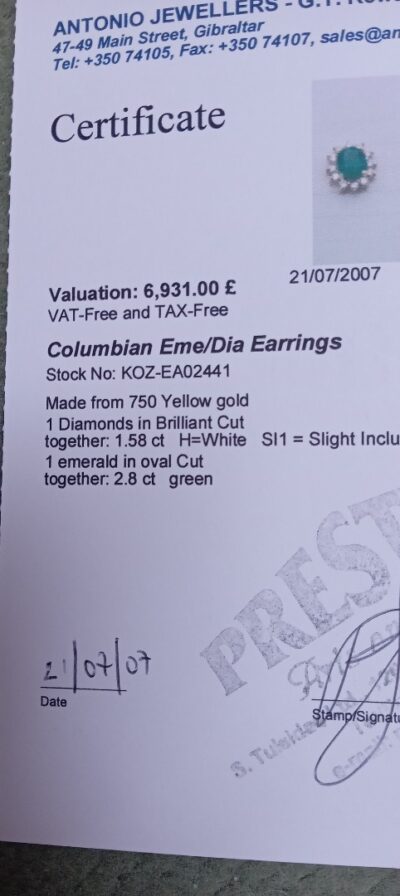 ANTONIO JEWELLERS - G.T.
47-49 Main Street, Gibraltar
Tel: +350 74105, Fax: +350 74107, sales@an
Certificate
21/07/2007
Valuation: 6,931.00 £
VAT-Free and TAX-Free
Columbian Eme/Dia Earrings
Stock No: KOZ-EA02441
Made from 750 Yellow gold
1 Diamonds in Brilliant Cut
together: 1.58 ct H=White SI1 = Slight Inclu
1 emerald in oval Cut
together: 2.8 ct green
PREST
21/07/07
Date
Stamp/Signatu